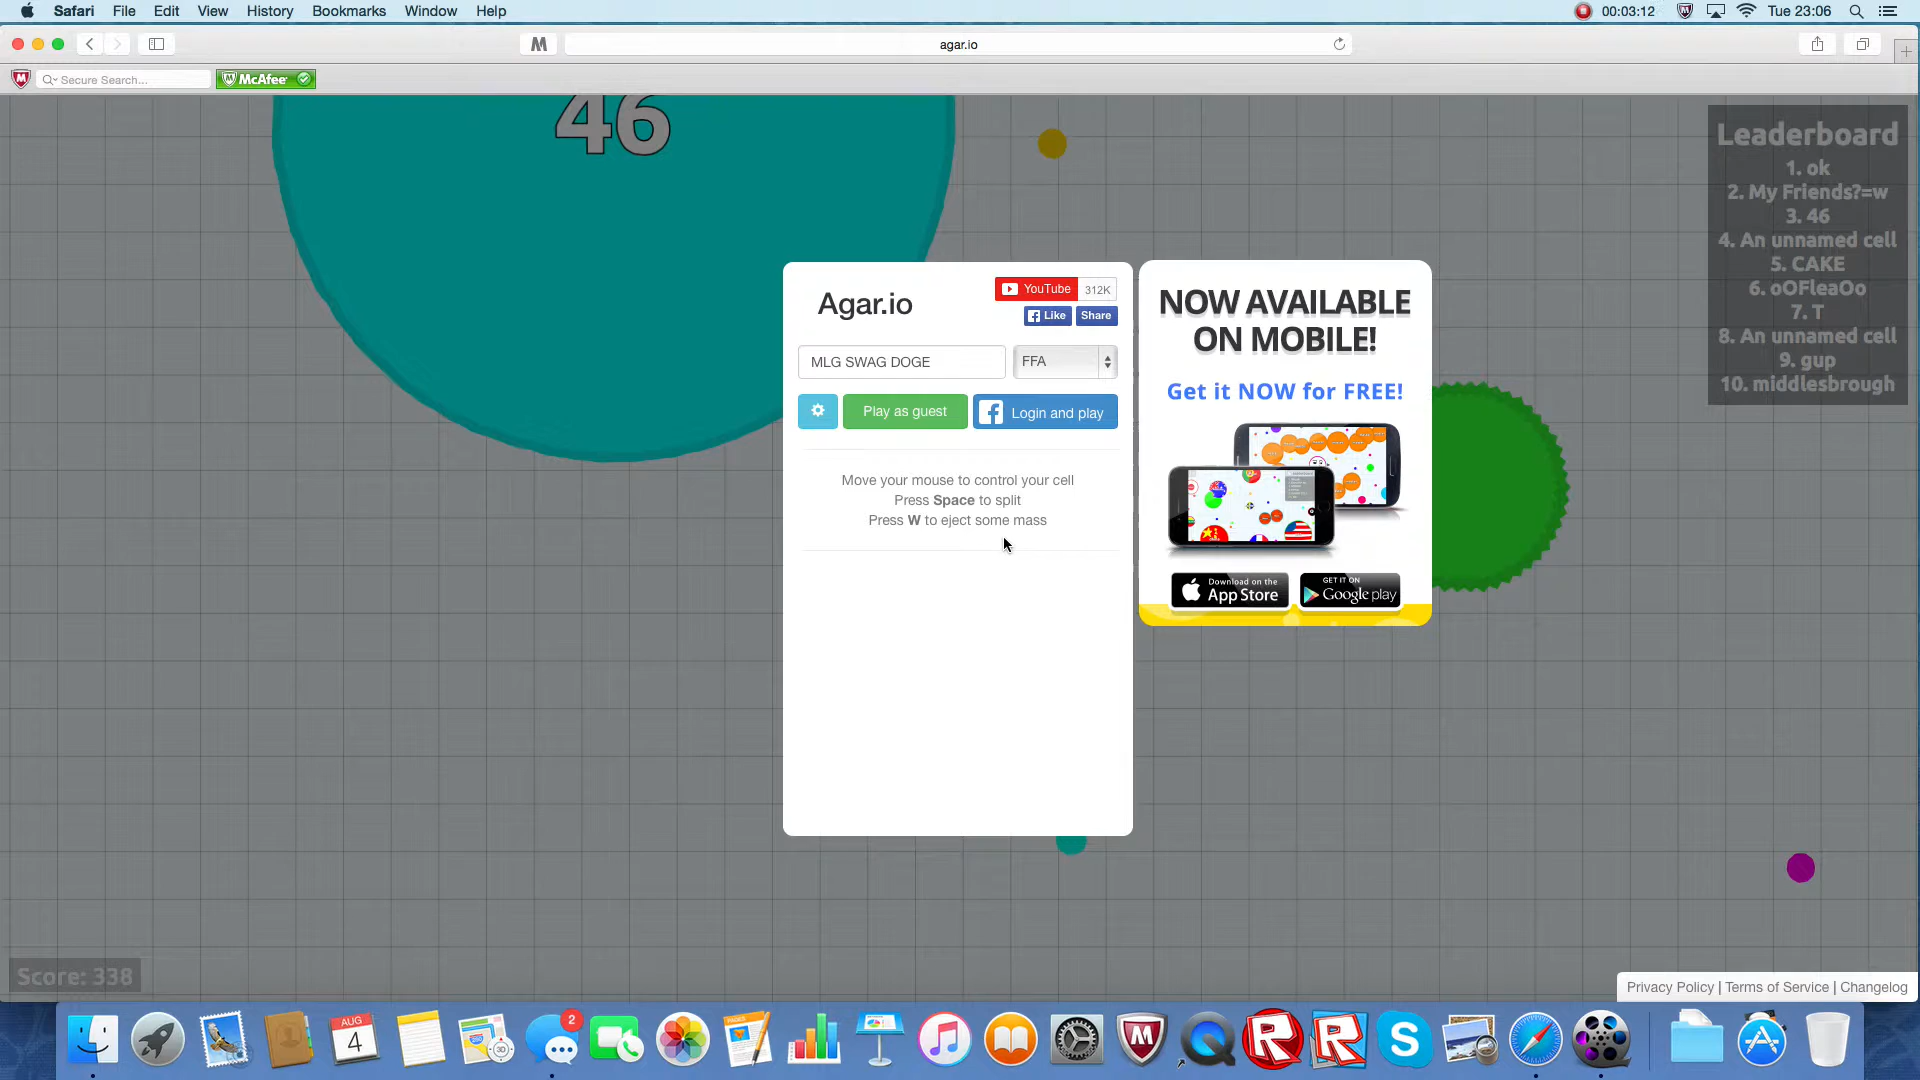 Safari File Edit View History Bookmarks Window Help
00:03:12 Tue 23:06
M
agar.io
Secure Search...
McAfee
46
Leaderboard
1. ok
2. My Friends?=w
3. 46
4. An unnamed cell
5. CAKE
6. oOFleaOo
7. T
8. An unnamed cell
9. gup
10. middlesbrough
Agar.io
YouTube 312K
Like Share
MLG SWAG DOGE FFA
Play as guest Login and play
Move your mouse to control your cell
Press Space to split
Press W to eject some mass
NOW AVAILABLE
ON MOBILE!
Get it NOW for FREE!
Download on the
App Store
GET IT ON
Google play
Score: 338
Privacy Policy | Terms of Service | Changelog
AUG
4
2